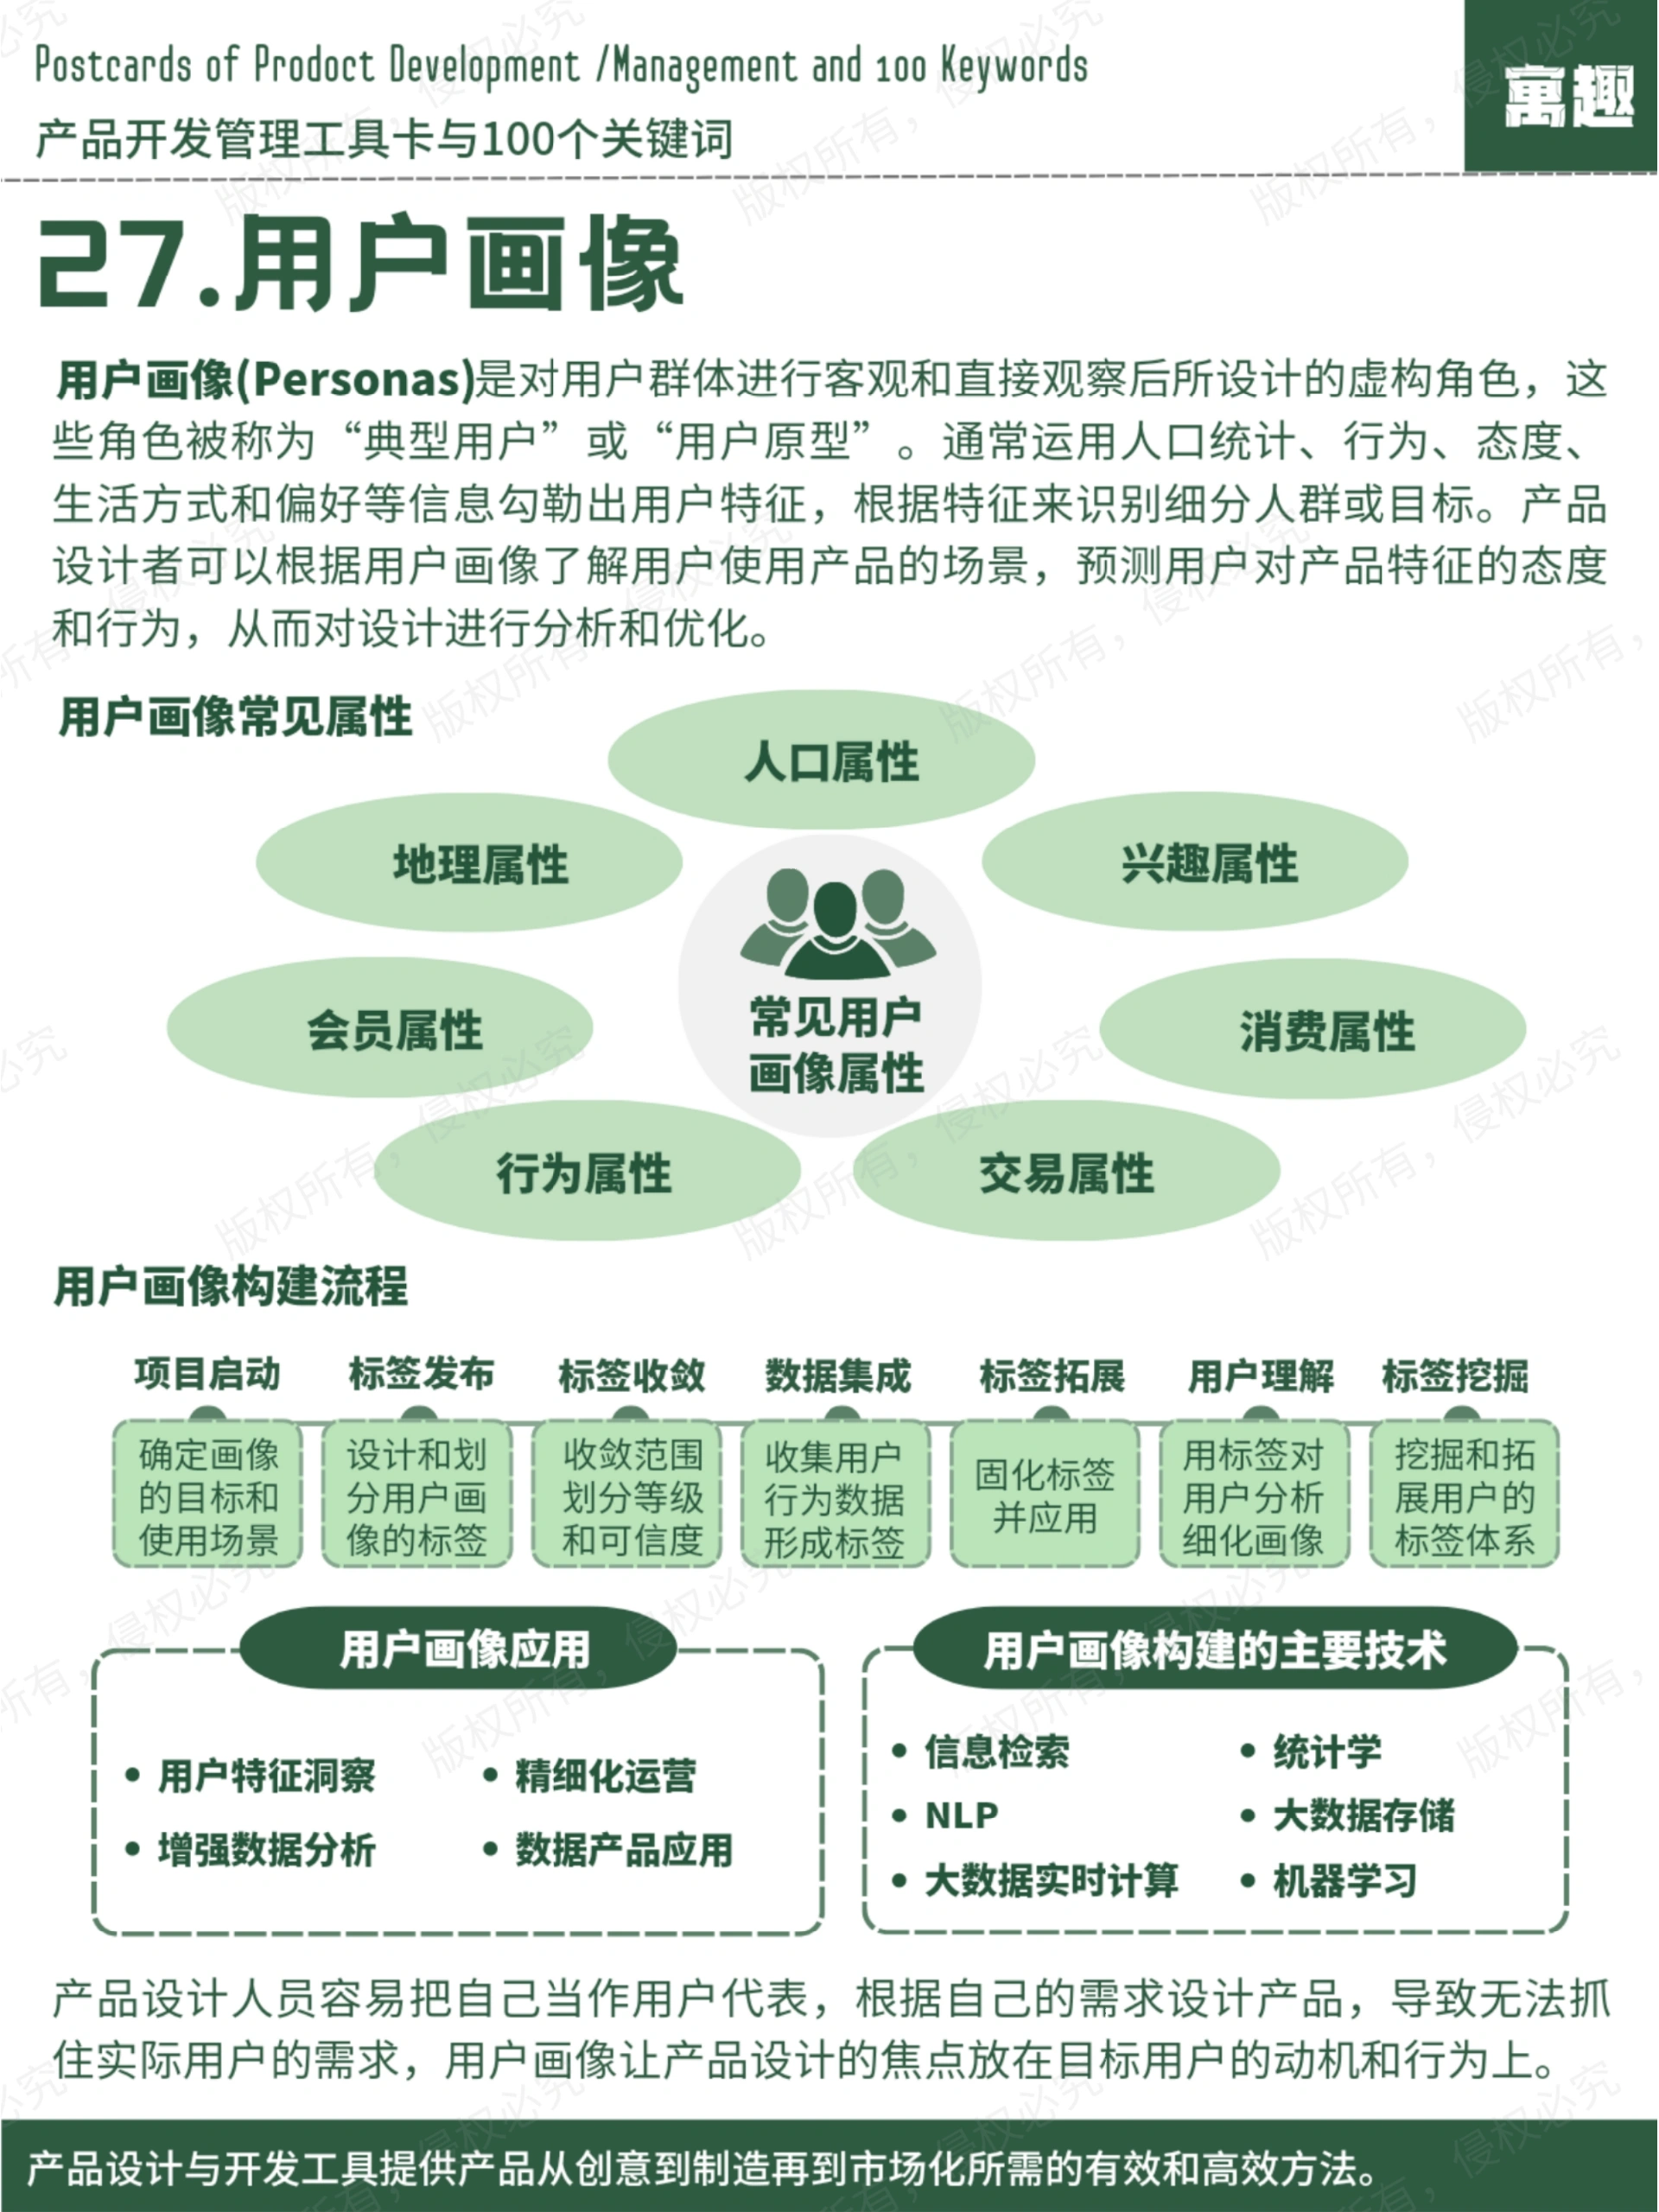 Postcards of Prodoct Development /Management and 100 Keywords
产品开发管理工具卡与100个关键词
寓趣
27.用户画像
用户画像(Personas)是对用户群体进行客观和直接观察后所设计的虚构角色，这
些角色被称为“典型用户”或“用户原型”。通常运用人口统计、行为、态度、
生活方式和偏好等信息勾勒出用户特征，根据特征来识别细分人群或目标。产品
设计者可以根据用户画像了解用户使用产品的场景，预测用户对产品特征的态度
和行为，从而对设计进行分析和优化。
用户画像常见属性
人口属性
地理属性
兴趣属性
会员属性
常见用户
画像属性
消费属性
行为属性
交易属性
用户画像构建流程
项目启动
确定画像
的目标和
使用场景
标签发布
设计和划
分用户画
像的标签
标签收敛
收敛范围
划分等级
和可信度
数据集成
收集用户
行为数据
形成标签
标签拓展
固化标签
并应用
用户理解
用标签对
用户分析
细化画像
标签挖掘
挖掘和拓
展用户的
标签体系
用户画像应用
• 用户特征洞察
• 精细化运营
• 增强数据分析
• 数据产品应用
用户画像构建的主要技术
• 信息检索
• 统计学
• NLP
• 大数据存储
• 大数据实时计算
• 机器学习
产品设计人员容易把自己当作用户代表，根据自己的需求设计产品，导致无法抓
住实际用户的需求，用户画像让产品设计的焦点放在目标用户的动机和行为上。
产品设计与开发工具提供产品从创意到制造再到市场化所需的有效和高效方法。
版权所有，侵权必究